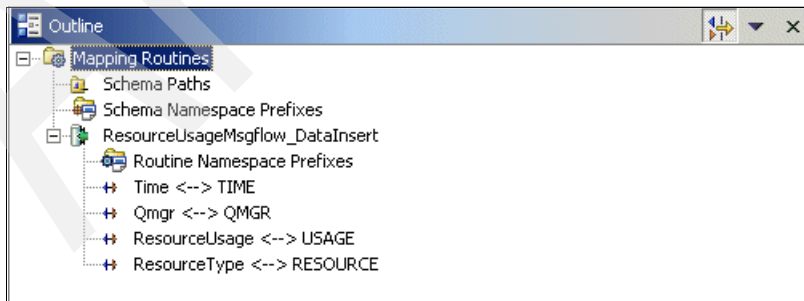 Outline
Mapping Routines
Schema Paths
Schema Namespace Prefixes
ResourceUsageMsgflow_DataInsert
Routine Namespace Prefixes
Time <--> TIME
Qmgr <--> QMGR
ResourceUsage <--> USAGE
ResourceType <--> RESOURCE